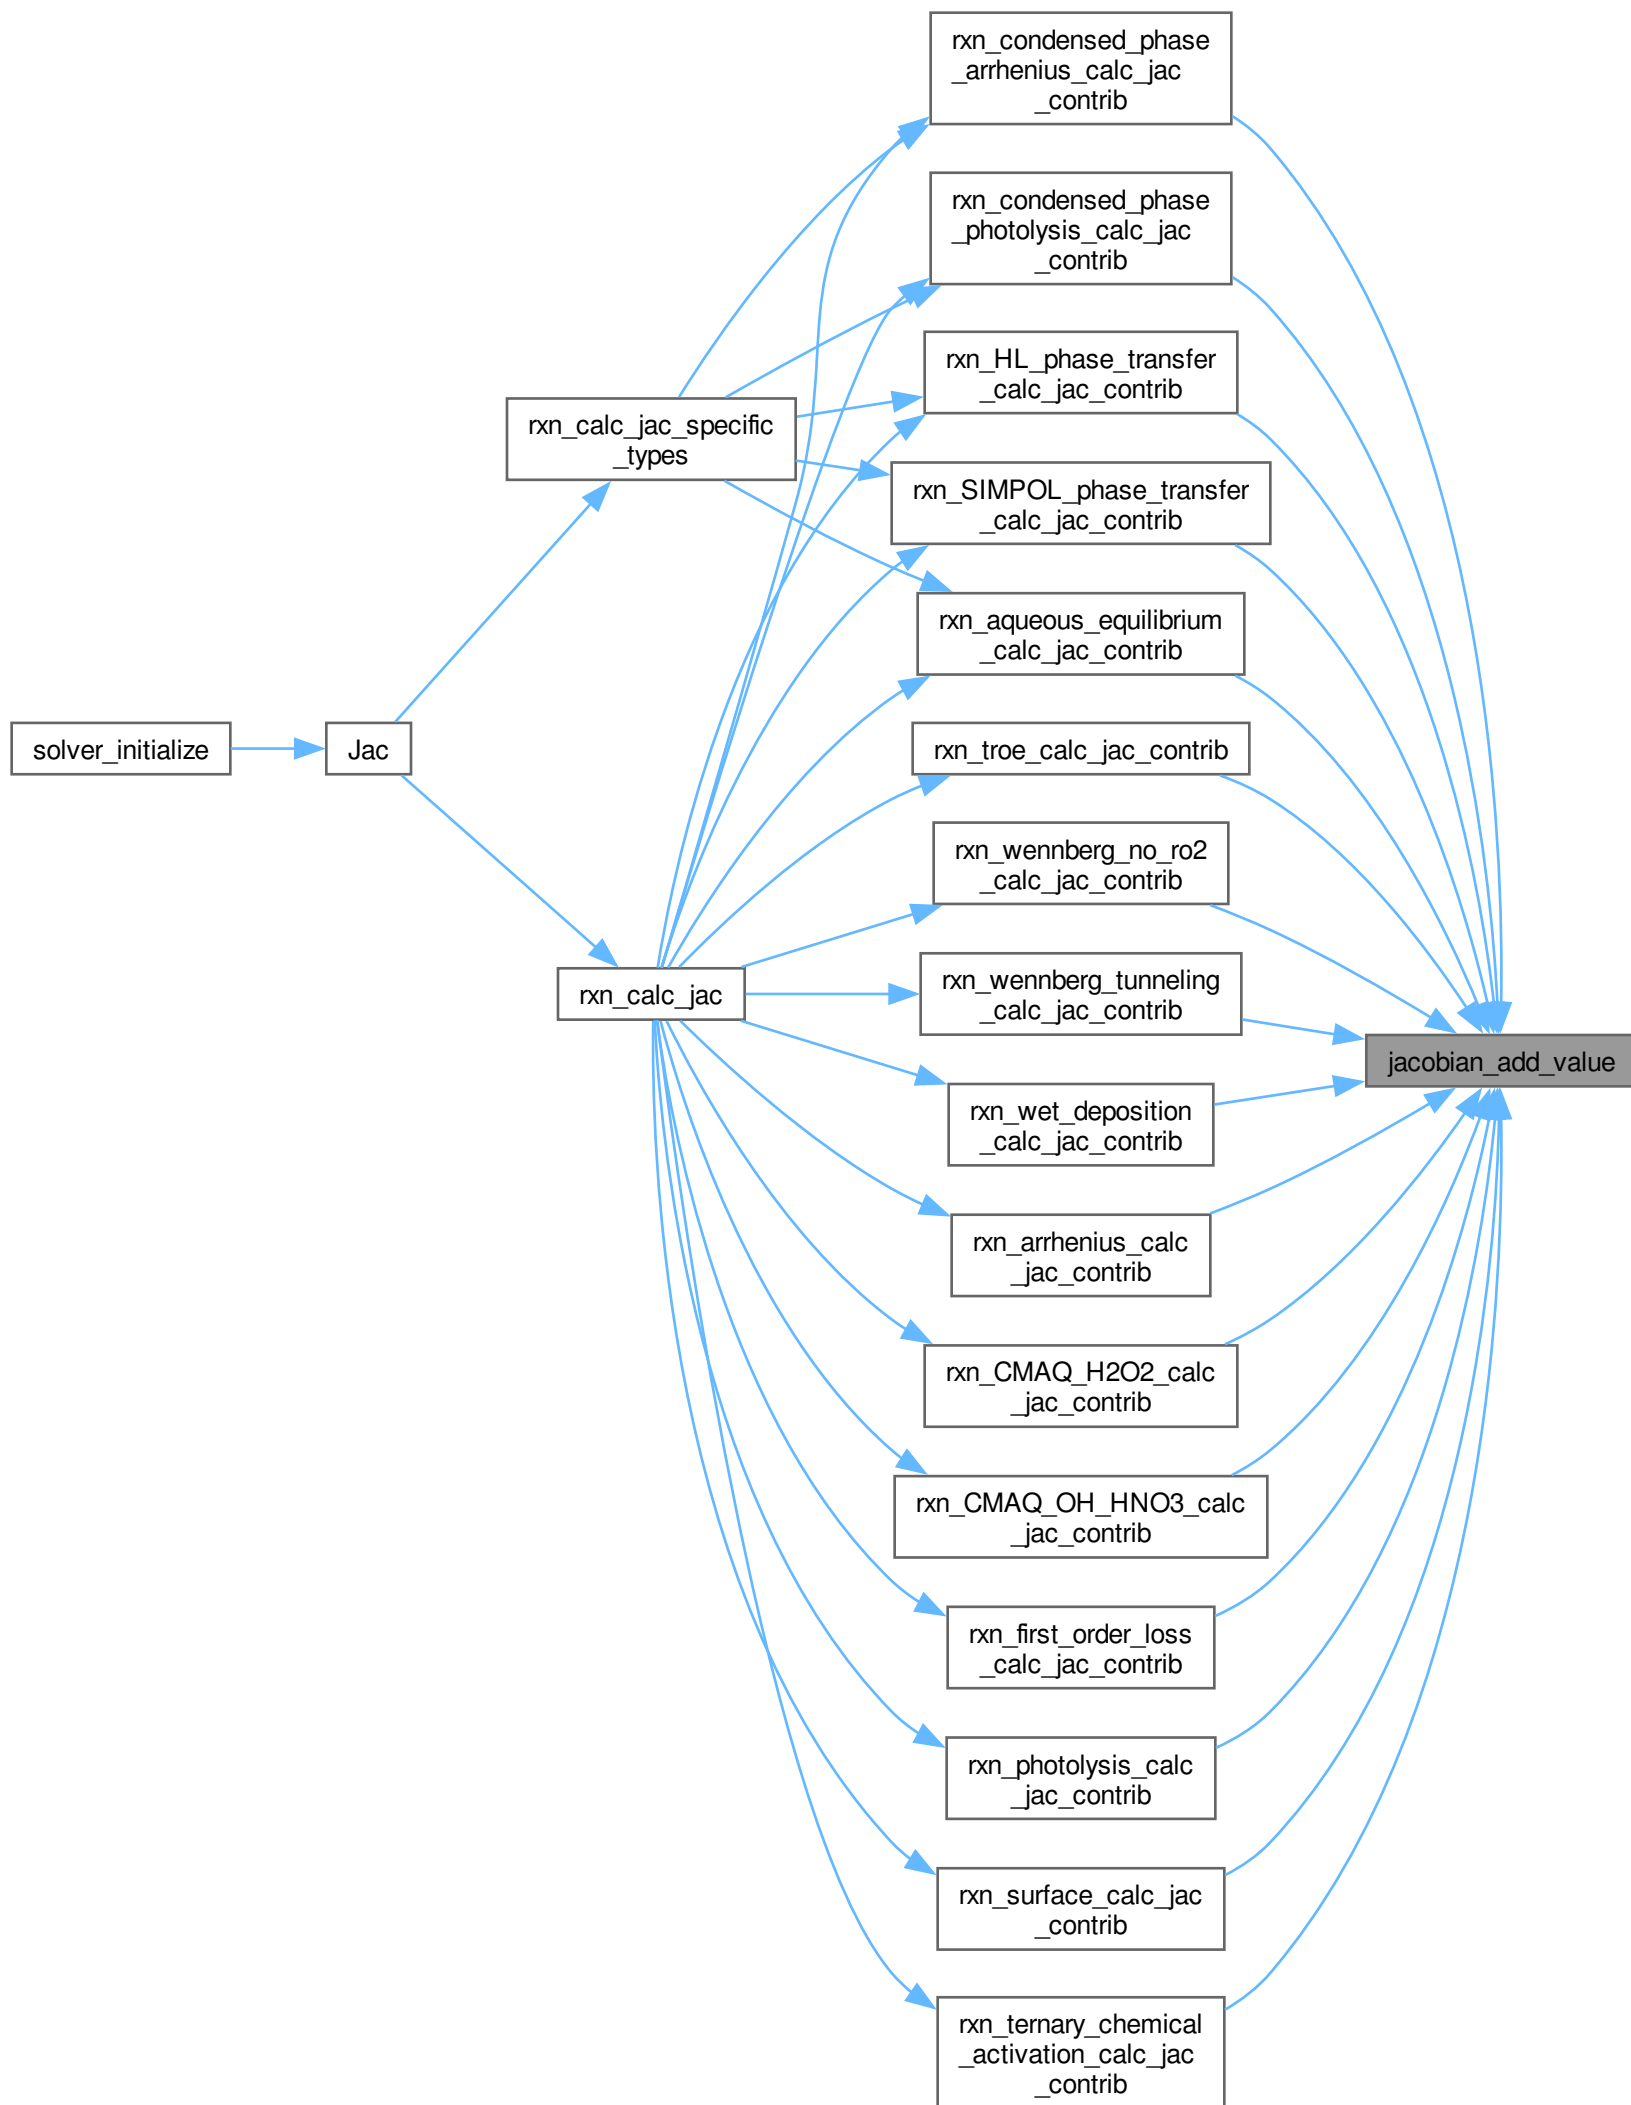 rxn_condensed_phase
_arrhenius_calc_jac
_contrib
rxn_condensed_phase
_photolysis_calc_jac
_contrib
rxn_HL_phase_transfer
_calc_jac_contrib
rxn_calc_jac_specific
_types
rxn_SIMPOL_phase_transfer
_calc_jac_contrib
rxn_aqueous_equilibrium
_calc_jac_contrib
solver_initialize
Jac
rxn_troe_calc_jac_contrib
rxn_wennberg_no_ro2
_calc_jac_contrib
rxn_calc_jac
rxn_wennberg_tunneling
_calc_jac_contrib
jacobian_add_value
rxn_wet_deposition
_calc_jac_contrib
rxn_arrhenius_calc
_jac_contrib
rxn_CMAQ_H2O2_calc
_jac_contrib
rxn_CMAQ_OH_HNO3_calc
_jac_contrib
rxn_first_order_loss
_calc_jac_contrib
rxn_photolysis_calc
_jac_contrib
rxn_surface_calc_jac
_contrib
rxn_ternary_chemical
_activation_calc_jac
_contrib